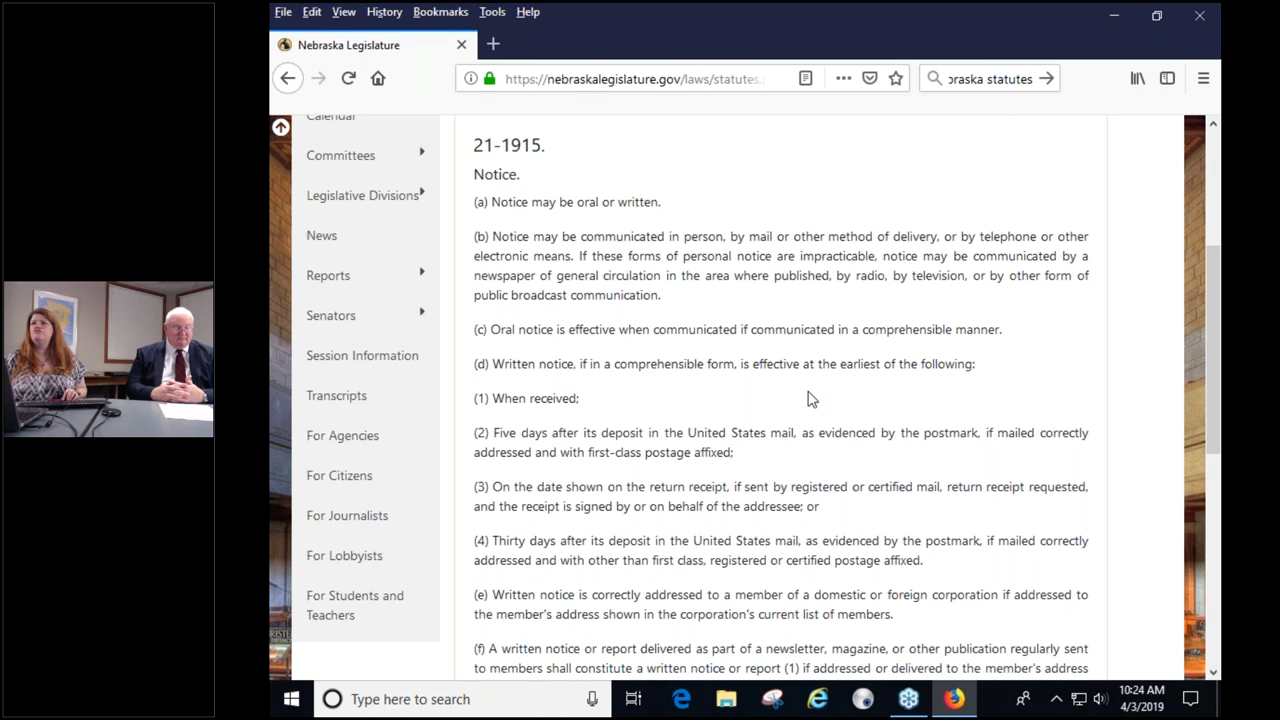 File Edit View History Bookmarks Tools Help
Nebraska Legislature
https://nebraskalegislature.gov/laws/statutes.
braska statutes
Calendar
Committees
Legislative Divisions
News
Reports
Senators
Session Information
Transcripts
For Agencies
For Citizens
For Journalists
For Lobbyists
For Students and
Teachers
21-1915.
Notice.
(a) Notice may be oral or written.
(b) Notice may be communicated in person, by mail or other method of delivery, or by telephone or other
electronic means. If these forms of personal notice are impracticable, notice may be communicated by a
newspaper of general circulation in the area where published, by radio, by television, or by other form of
public broadcast communication.
(c) Oral notice is effective when communicated if communicated in a comprehensible manner.
(d) Written notice, if in a comprehensible form, is effective at the earliest of the following:
(1) When received;
(2) Five days after its deposit in the United States mail, as evidenced by the postmark, if mailed correctly
addressed and with first-class postage affixed;
(3) On the date shown on the return receipt, if sent by registered or certified mail, return receipt requested,
and the receipt is signed by or on behalf of the addressee; or
(4) Thirty days after its deposit in the United States mail, as evidenced by the postmark, if mailed correctly
addressed and with other than first class, registered or certified postage affixed.
(e) Written notice is correctly addressed to a member of a domestic or foreign corporation if addressed to
the member's address shown in the corporation's current list of members.
(f) A written notice or report delivered as part of a newsletter, magazine, or other publication regularly sent
to members shall constitute a written notice or report (1) if addressed or delivered to the member's address
Type here to search
10:24 AM
4/3/2019